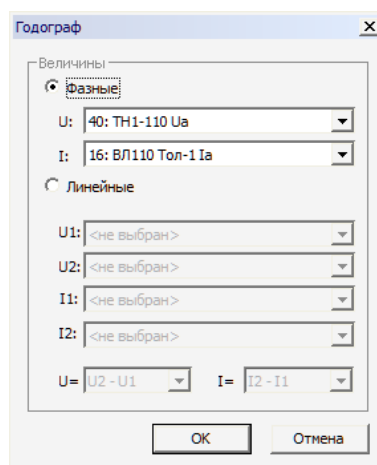 Годограф
Величины
Фазные
U: 40: ТН1-110 Ua
I: 16: ВЛ110 Тол-1 Ia
Линейные
U1: <не выбран>
U2: <не выбран>
I1: <не выбран>
I2: <не выбран>
U= U2 - U1 I= I2 - I1
OK Отмена